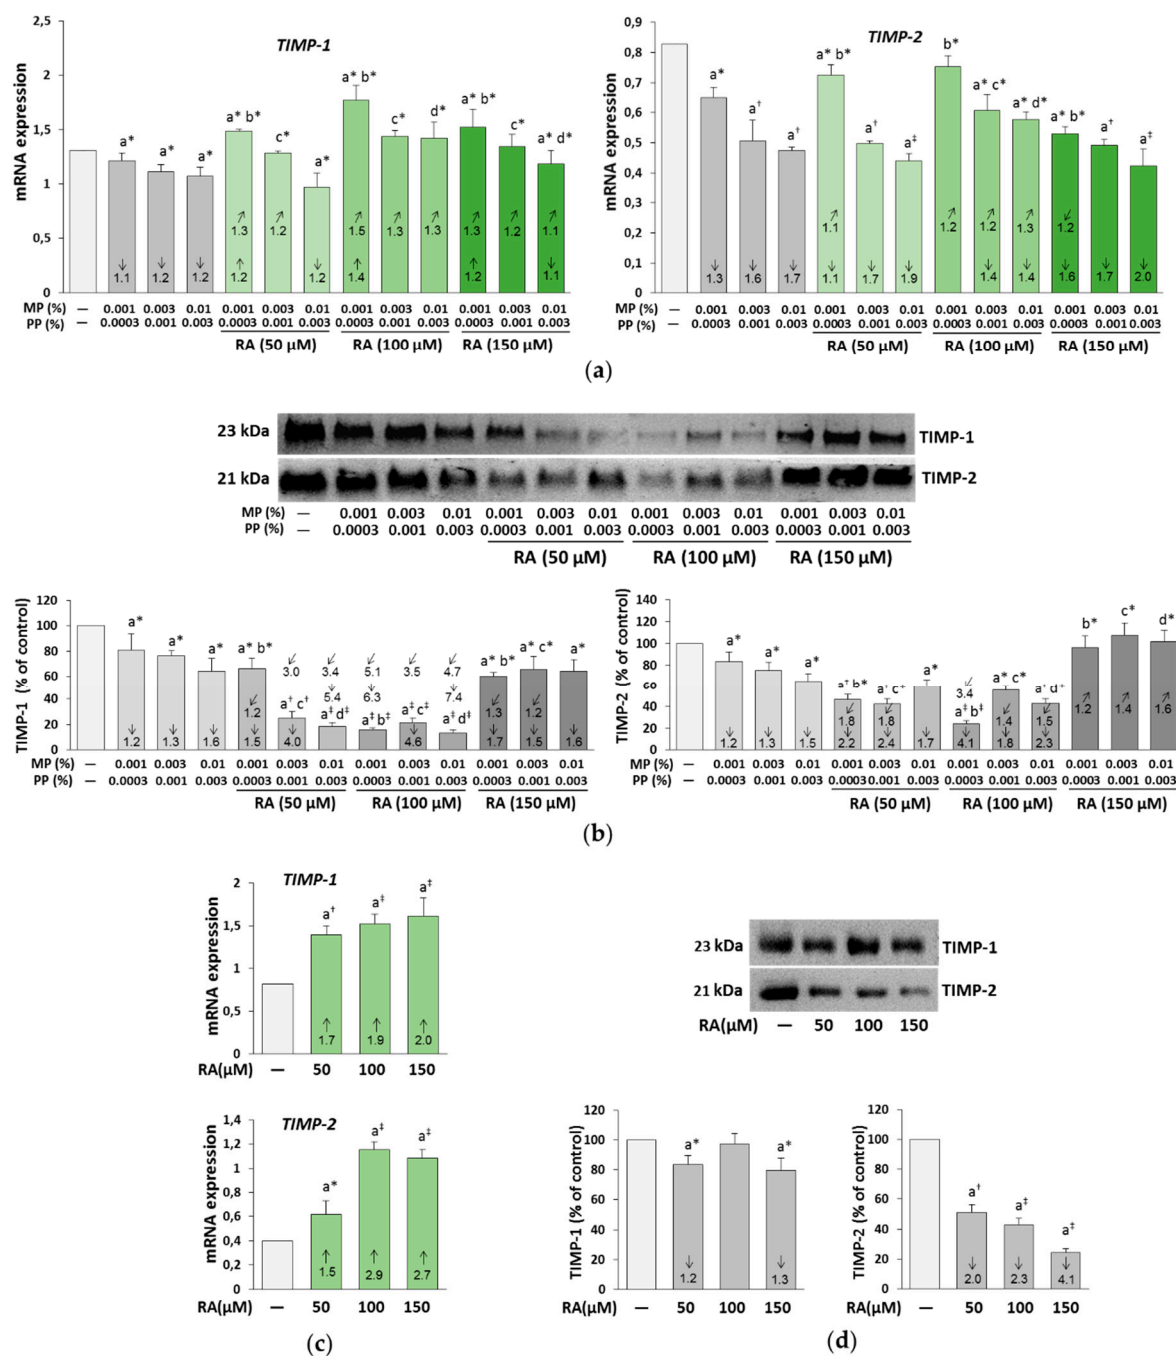 TIMP-1
mRNA expression
2,5
2
1,5
1
0,5
0
a* a* a* a* b* c* a* a* b* c* d* a* b* c* a* d*
1.3 1.2 1.5 1.3 1.3 1.3 1.2 1.1
1.1 1.2 1.2 1.2 1.2 1.4 1.2 1.1
MP (%) — 0.001 0.003 0.01 0.001 0.003 0.01 0.001 0.003 0.01 0.001 0.003 0.01
PP (%) — 0.0003 0.001 0.003 0.0003 0.001 0.003 0.0003 0.001 0.003 0.0003 0.001 0.003
RA (50 µM) RA (100 µM) RA (150 µM)
TIMP-2
mRNA expression
0,9
0,8
0,7
0,6
0,5
0,4
0,3
0,2
0,1
0
a* a† a† a* b* a† a‡ b* a* c* a* d* a* b* a† a‡
1.1 1.2 1.2 1.3 1.2
1.3 1.6 1.7 1.1 1.7 1.9 1.4 1.4 1.6 1.7 2.0
MP (%) — 0.001 0.003 0.01 0.001 0.003 0.01 0.001 0.003 0.01 0.001 0.003 0.01
PP (%) — 0.0003 0.001 0.003 0.0003 0.001 0.003 0.0003 0.001 0.003 0.0003 0.001 0.003
RA (50 µM) RA (100 µM) RA (150 µM)
(a)
23 kDa TIMP-1
21 kDa TIMP-2
MP (%) — 0.001 0.003 0.01 0.001 0.003 0.01 0.001 0.003 0.01 0.001 0.003 0.01
PP (%) — 0.0003 0.001 0.003 0.0003 0.001 0.003 0.0003 0.001 0.003 0.0003 0.001 0.003
RA (50 µM) RA (100 µM) RA (150 µM)
TIMP-1 (% of control)
120
100
80
60
40
20
0
a* a* a* a* b* a† c† a‡ d‡ a‡ b‡ a‡ c‡ a‡ d‡ a* b* a* c* a*
3.0 3.4 5.1 3.5 4.7
5.4 6.3 7.4
1.2 1.3 1.2
1.2 1.3 1.6 1.5 4.0 4.6 1.7 1.5 1.6
MP (%) — 0.001 0.003 0.01 0.001 0.003 0.01 0.001 0.003 0.01 0.001 0.003 0.01
PP (%) — 0.0003 0.001 0.003 0.0003 0.001 0.003 0.0003 0.001 0.003 0.0003 0.001 0.003
RA (50 µM) RA (100 µM) RA (150 µM)
TIMP-2 (% of control)
140
120
100
80
60
40
20
0
a* a* a* a* a‡ b‡ a* c* b* c* d*
3.4
1.8 1.8 1.4 1.5 1.2 1.4 1.6
1.2 1.3 1.5 2.2 2.4 1.7 4.1 1.8 2.3
MP (%) — 0.001 0.003 0.01 0.001 0.003 0.01 0.001 0.003 0.01 0.001 0.003 0.01
PP (%) — 0.0003 0.001 0.003 0.0003 0.001 0.003 0.0003 0.001 0.003 0.0003 0.001 0.003
RA (50 µM) RA (100 µM) RA (150 µM)
(b)
TIMP-1
mRNA expression
2
1,5
1
0,5
0
a† a‡ a‡
1.7 1.9 2.0
RA(µM) — 50 100 150
TIMP-2
mRNA expression
1,4
1,2
1
0,6
0,4
0,2
0
a* a‡ a‡
1.5 2.9 2.7
RA(µM) — 50 100 150
(c)
23 kDa TIMP-1
21 kDa TIMP-2
RA(µM) — 50 100 150
TIMP-1 (% of control)
120
100
80
60
40
20
0
a* a*
1.2 1.3
RA(µM) — 50 100 150
TIMP-2 (% of control)
120
100
80
60
40
20
0
a† a‡ a‡
2.0 2.3 4.1
RA(µM) — 50 100 150
(d)